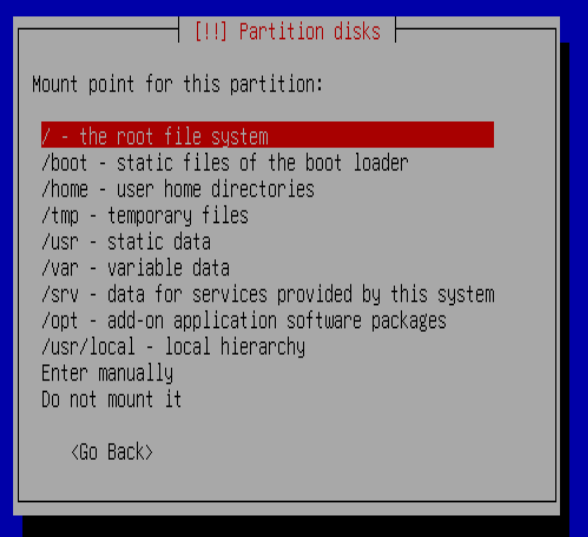 [!!] Partition disks
Mount point for this partition:
/ - the root file system
/boot - static files of the boot loader
/home - user home directories
/tmp - temporary files
/usr - static data
/var - variable data
/srv - data for services provided by this system
/opt - add-on application software packages
/usr/local - local hierarchy
Enter manually
Do not mount it
<Go Back>